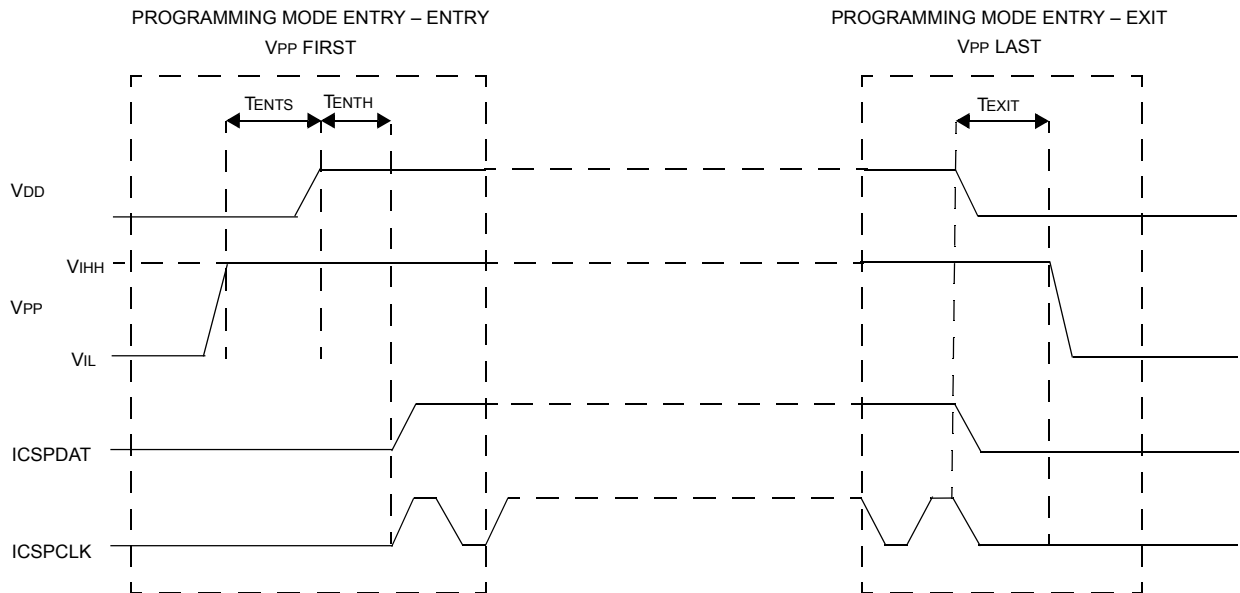 PROGRAMMING MODE ENTRY – ENTRY
VPP FIRST
PROGRAMMING MODE ENTRY – EXIT
VPP LAST
TENTS
TENTH
TEXIT
VDD
VIHH
VPP
VIL
ICSPDAT
ICSPCLK